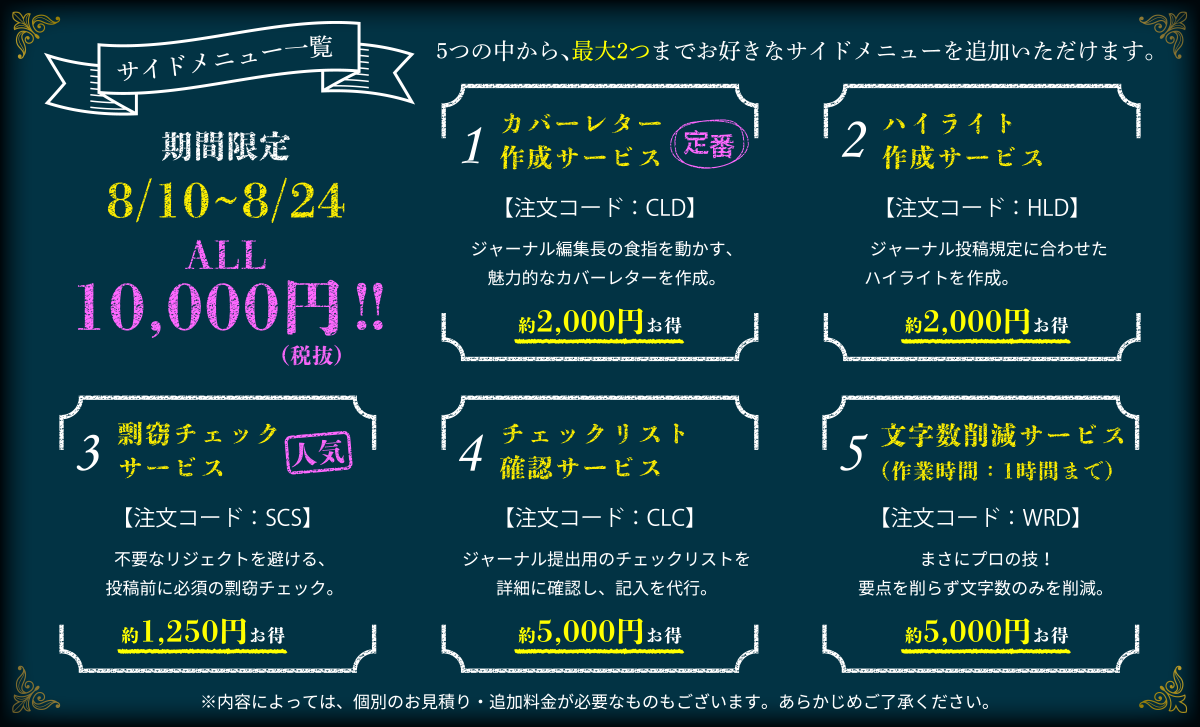 サイドメニュー一覧
5つの中から、最大2つまでお好きなサイドメニューを追加いただけます。
期間限定
8/10~8/24
ALL
10,000円!!
(税抜)
1
カバーレター
作成サービス
定番
【注文コード：CLD】
ジャーナル編集長の食指を動かす、
魅力的なカバーレターを作成。
約2,000円お得
2
ハイライト
作成サービス
【注文コード：HLD】
ジャーナル投稿規定に合わせた
ハイライトを作成。
約2,000円お得
3
剽窃チェック
サービス
人気
【注文コード：SCS】
不要なリジェクトを避ける、
投稿前に必須の剽窃チェック。
約1,250円お得
4
チェックリスト
確認サービス
【注文コード：CLC】
ジャーナル提出用のチェックリストを
詳細に確認し、記入を代行。
約5,000円お得
5
文字数削減サービス
(作業時間：1時間まで)
【注文コード：WRD】
まさにプロの技！
要点を削らず文字数のみを削減。
約5,000円お得
※内容によっては、個別のお見積り・追加料金が必要なものもございます。あらかじめご了承ください。